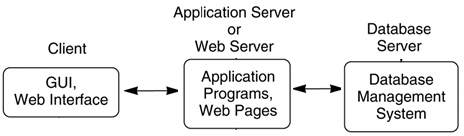 Client
GUI,
Web Interface
Application Server
or
Web Server
Application
Programs,
Web Pages
Database
Server
Database
Management
System